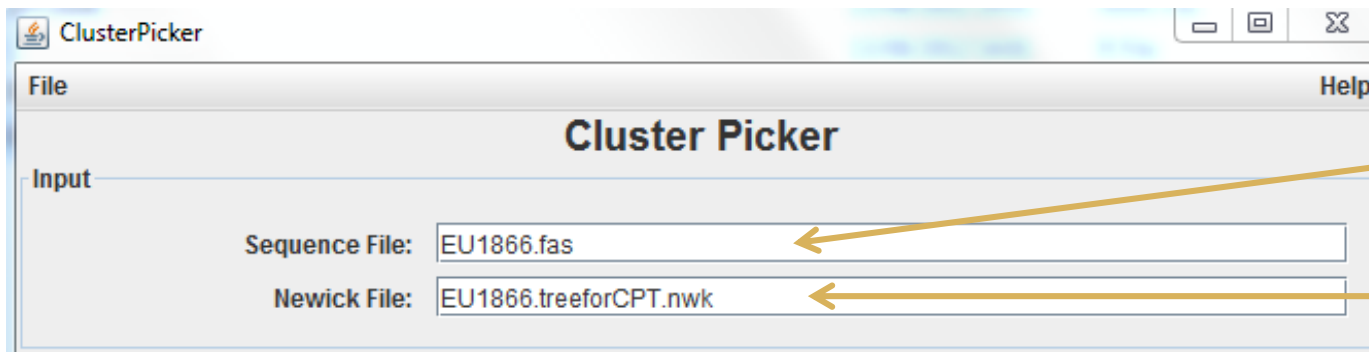 ClusterPicker
File Help
Cluster Picker
Input
Sequence File: EU1866.fas
Newick File: EU1866.treeforCPT.nwk